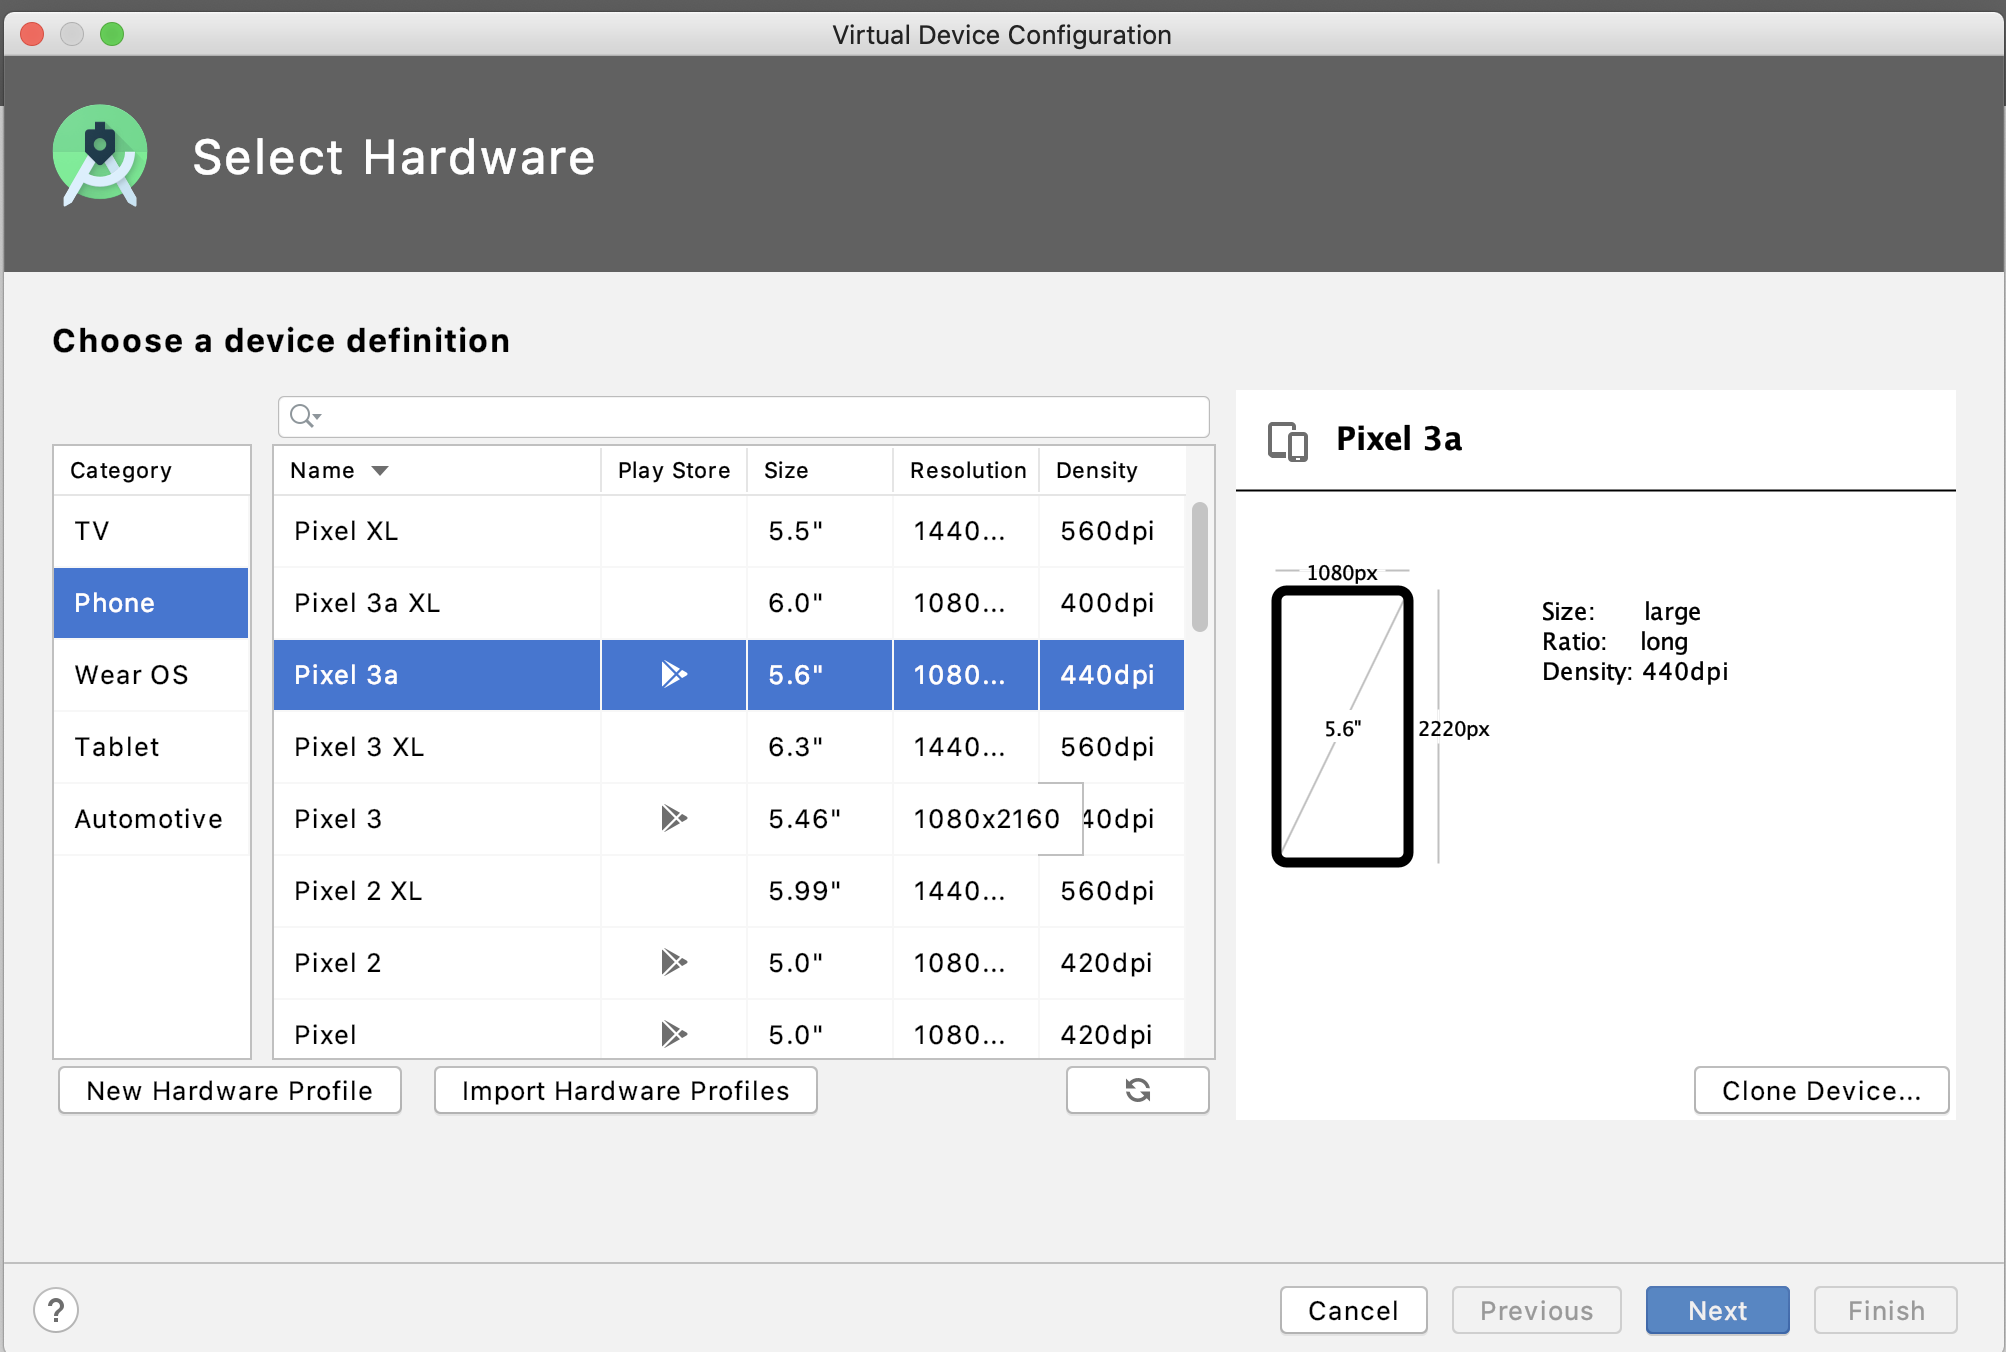 Virtual Device Configuration
Select Hardware
Choose a device definition
Category
TV
Phone
Wear OS
Tablet
Automotive
Name Play Store Size Resolution Density
Pixel XL 5.5" 1440... 560dpi
Pixel 3a XL 6.0" 1080... 400dpi
Pixel 3a 5.6" 1080... 440dpi
Pixel 3 XL 6.3" 1440... 560dpi
Pixel 3 5.46" 1080x2160 40dpi
Pixel 2 XL 5.99" 1440... 560dpi
Pixel 2 5.0" 1080... 420dpi
Pixel 5.0" 1080... 420dpi
New Hardware Profile Import Hardware Profiles
Pixel 3a
1080px
5.6"
2220px
Size: large
Ratio: long
Density: 440dpi
Clone Device...
? Cancel Previous Next Finish